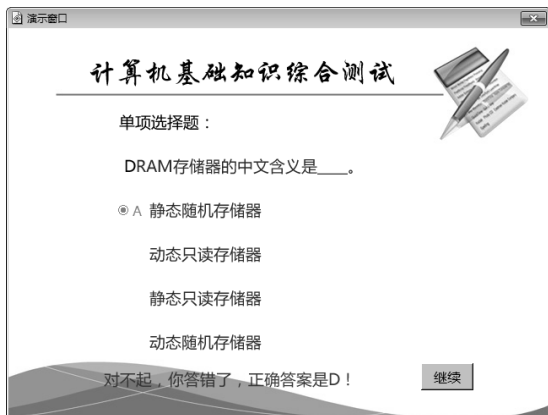 演示窗口
计算机基础知识综合测试
单项选择题：
DRAM存储器的中文含义是____。
A 静态随机存储器
动态只读存储器
静态只读存储器
动态随机存储器
对不起，你答错了，正确答案是D！
继续